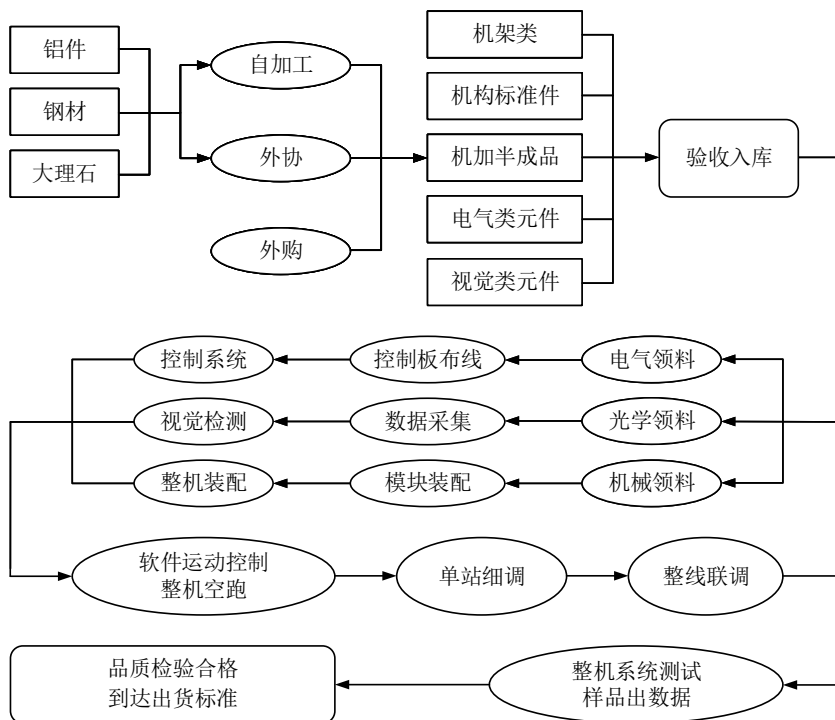 铝件
钢材
大理石
自加工
外协
外购
机架类
机构标准件
机加半成品
电气类元件
视觉类元件
验收入库
控制系统
控制板布线
电气领料
视觉检测
数据采集
光学领料
整机装配
模块装配
机械领料
软件运动控制
整机空跑
单站细调
整线联调
品质检验合格
到达出货标准
整机系统测试
样品出数据